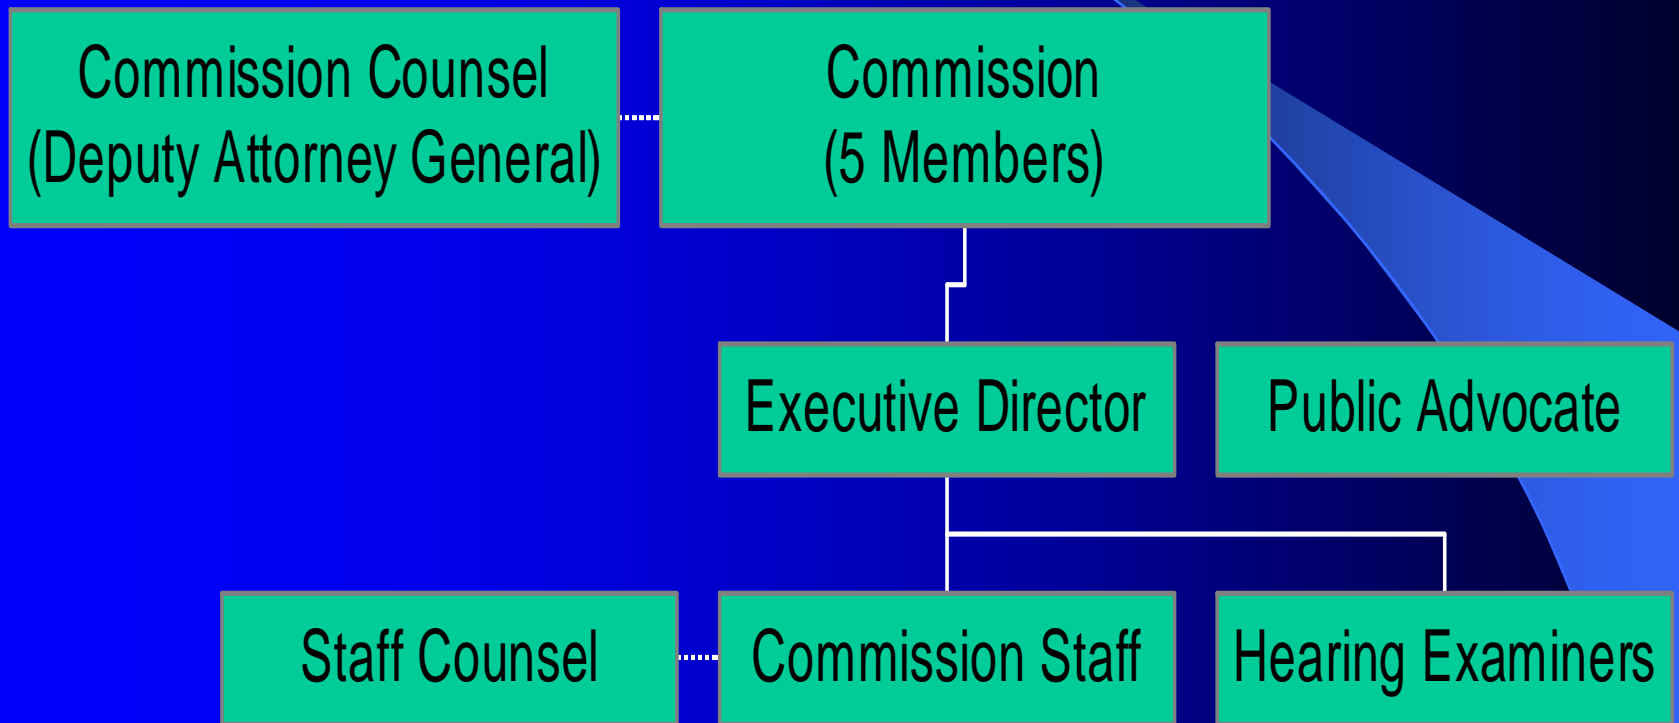 Commission Counsel
(Deputy Attorney General)
Commission
(5 Members)
Executive Director
Public Advocate
Staff Counsel
Commission Staff
Hearing Examiners